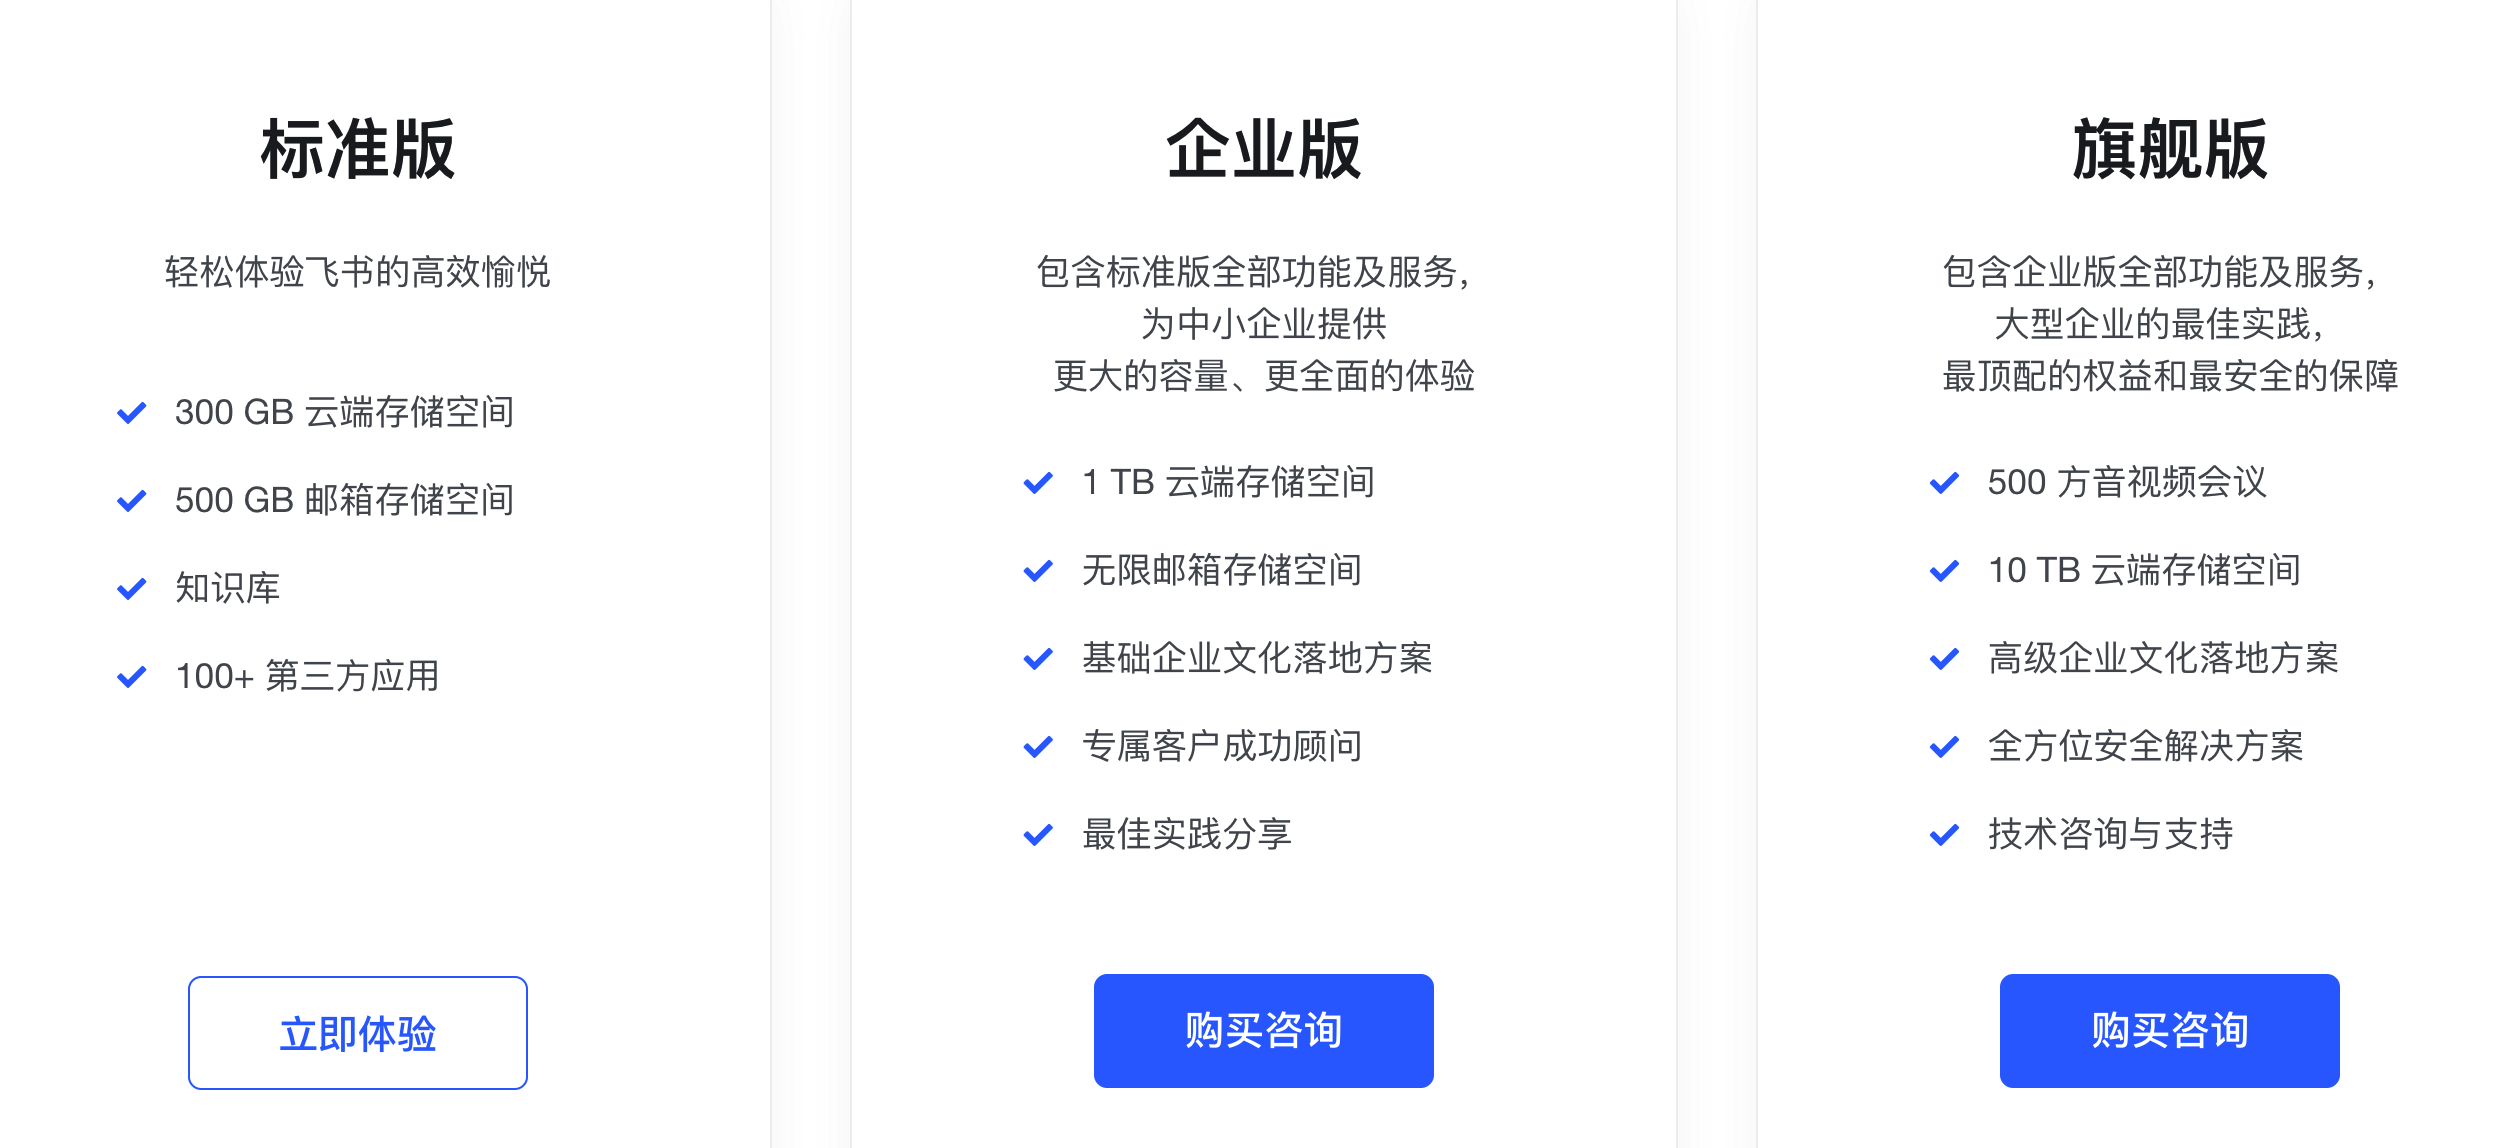 标准版
轻松体验飞书的高效愉悦
300 GB 云端存储空间
500 GB 邮箱存储空间
知识库
100+ 第三方应用
立即体验
企业版
包含标准版全部功能及服务，
为中小企业提供
更大的容量、更全面的体验
1 TB 云端存储空间
无限邮箱存储空间
基础企业文化落地方案
专属客户成功顾问
最佳实践分享
购买咨询
旗舰版
包含企业版全部功能及服务，
大型企业的最佳实践，
最顶配的权益和最安全的保障
500 方音视频会议
10 TB 云端存储空间
高级企业文化落地方案
全方位安全解决方案
技术咨询与支持
购买咨询